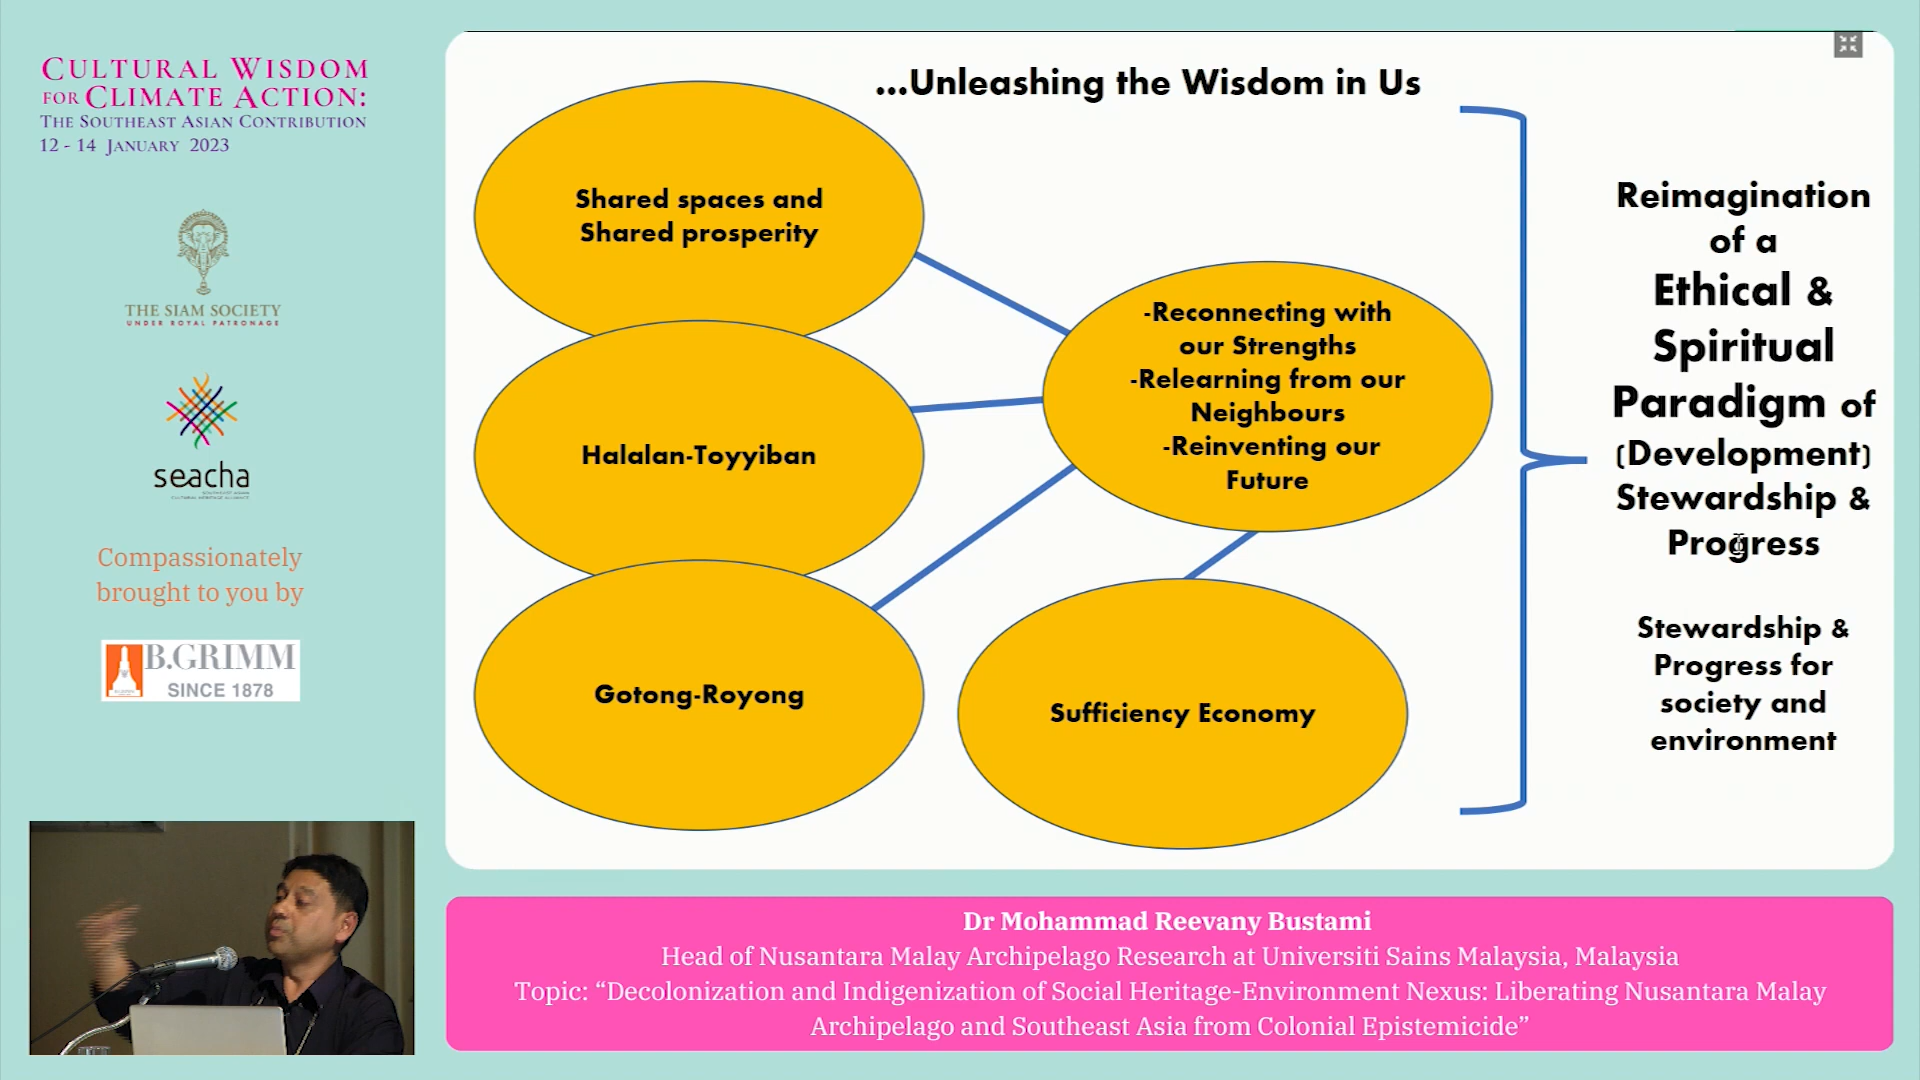 CULTURAL WISDOM
FOR CLIMATE ACTION:
THE SOUTHEAST ASIAN CONTRIBUTION
12 - 14 JANUARY 2023
THE SIAM SOCIETY
UNDER ROYAL PATRONAGE
seacha
SOUTHEAST ASIAN
CULTURAL HERITAGE ALLIANCE
Compassionately
brought to you by
B.GRIMM
SINCE 1878
...Unleashing the Wisdom in Us
Shared spaces and
Shared prosperity
Halalan-Toyyiban
Gotong-Royong
-Reconnecting with
our Strengths
-Relearning from our
Neighbours
-Reinventing our
Future
Sufficiency Economy
Reimagination
of a
Ethical &
Spiritual
Paradigm of
(Development)
Stewardship &
Progress
Stewardship &
Progress for
society and
environment
Dr Mohammad Reevany Bustami
Head of Nusantara Malay Archipelago Research at Universiti Sains Malaysia, Malaysia
Topic: “Decolonization and Indigenization of Social Heritage-Environment Nexus: Liberating Nusantara Malay
Archipelago and Southeast Asia from Colonial Epistemicide”